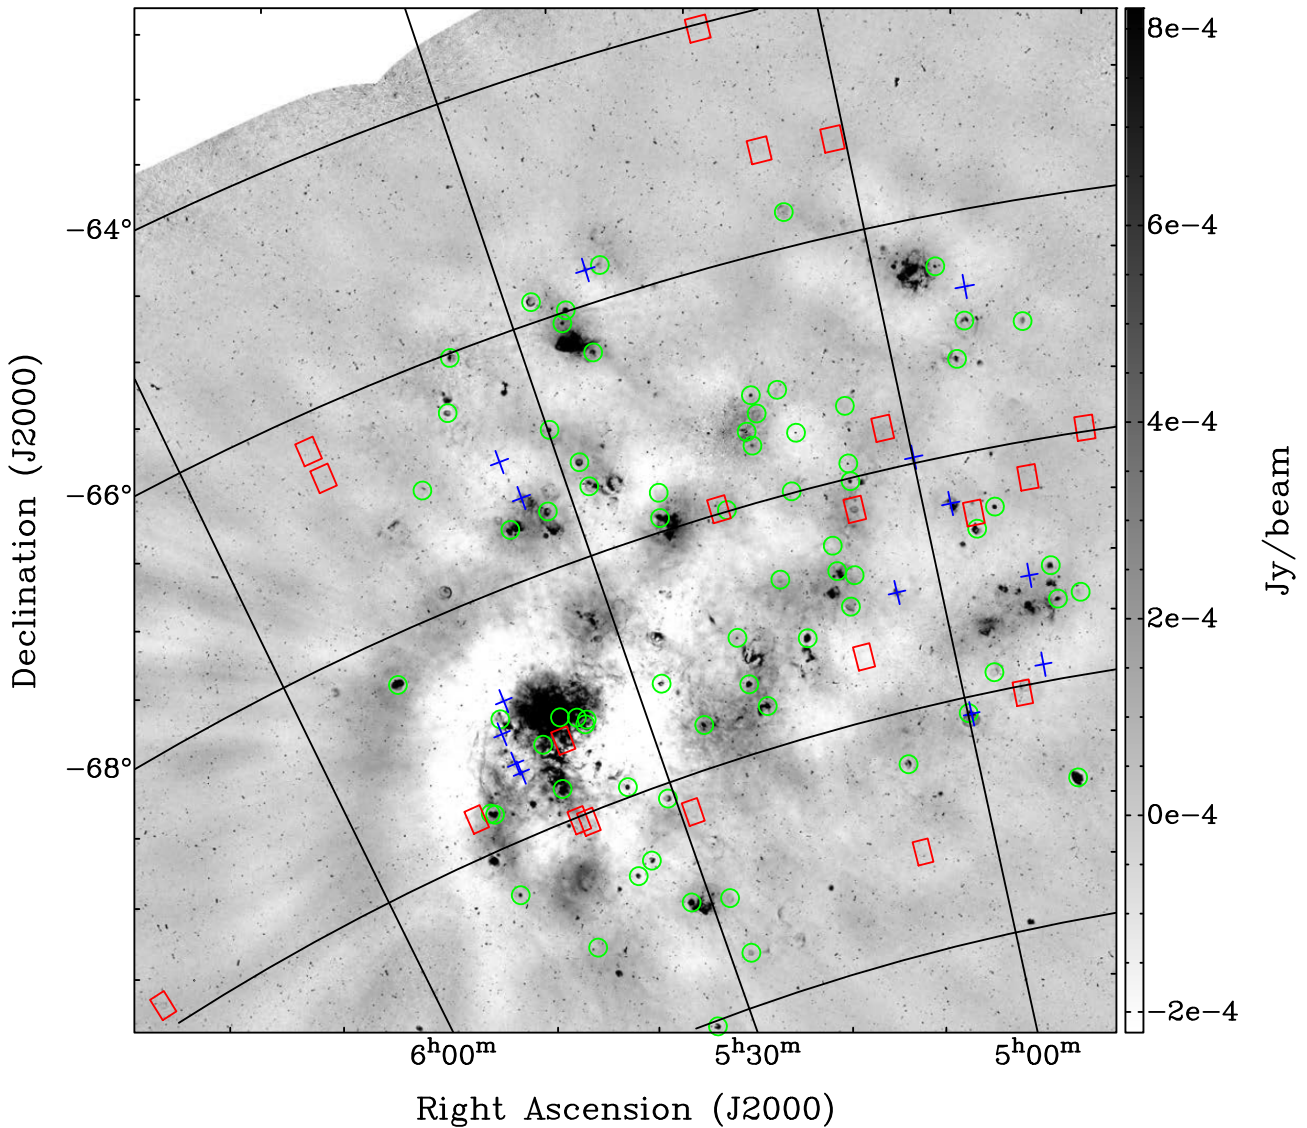 8e−4
−64°
6e−4
Declination (J2000)
4e−4
−66°
Jy/beam
2e−4
−68°
0e−4
−2e−4
6ʰ00ᵐ 5ʰ30ᵐ 5ʰ00ᵐ
Right Ascension (J2000)